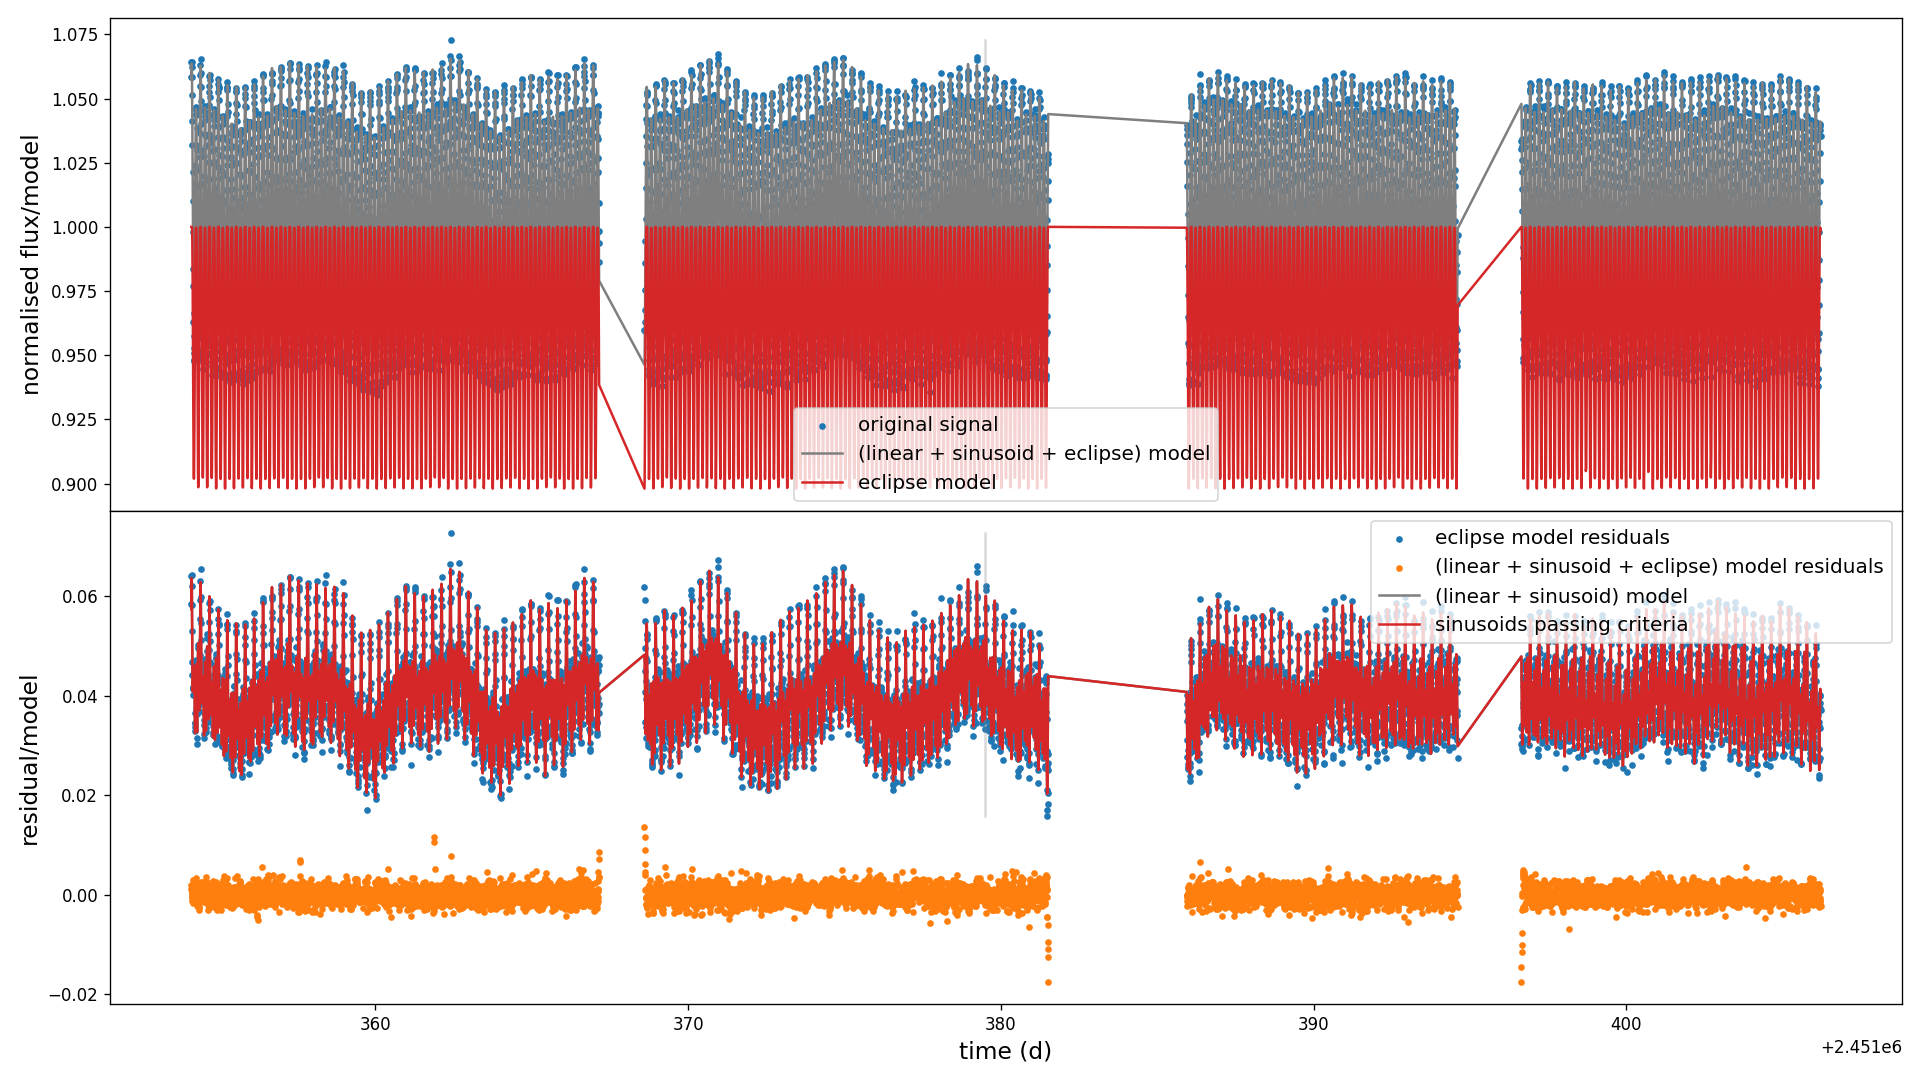 normalised flux/model
1.075
1.050
1.025
1.000
0.975
0.950
0.925
0.900
original signal
(linear + sinusoid + eclipse) model
eclipse model
residual/model
0.06
0.04
0.02
0.00
−0.02
eclipse model residuals
(linear + sinusoid + eclipse) model residuals
(linear + sinusoid) model
sinusoids passing criteria
360
370
380
390
400
time (d)
+2.451e6